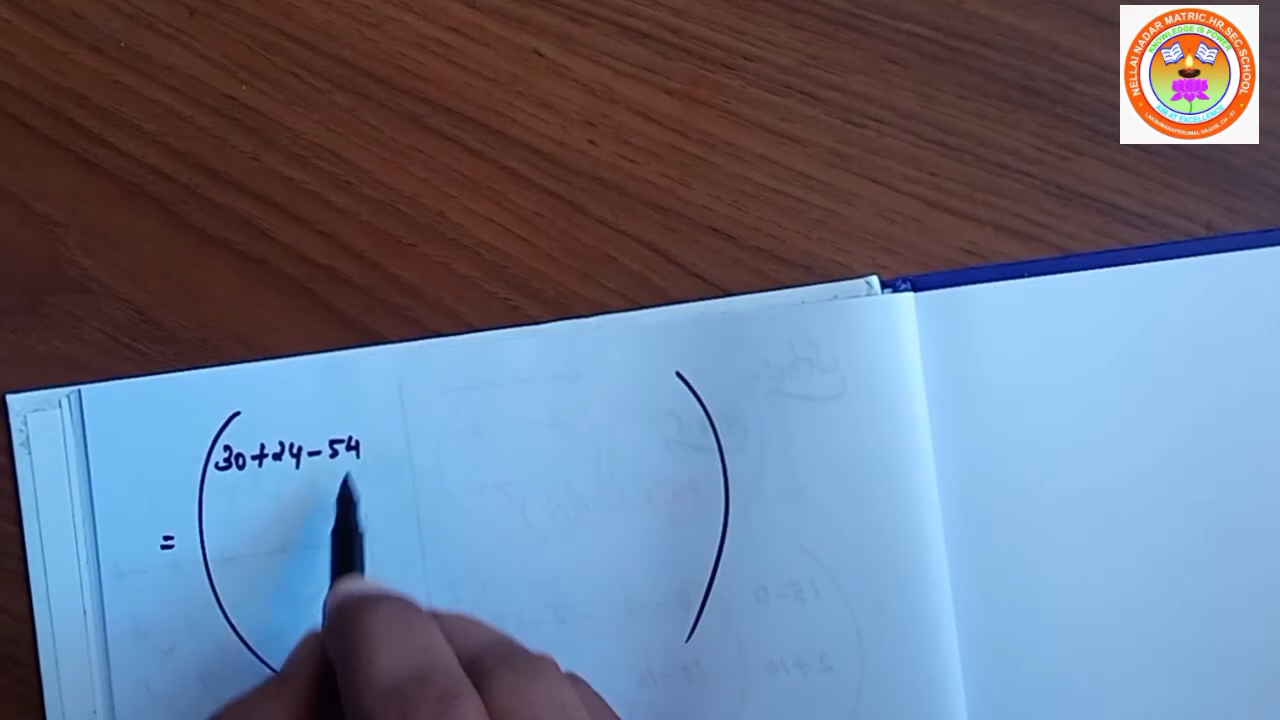 NELLAI NADAR MATRIC.HR.SEC.SCHOOL
KNOWLEDGE IS POWER
AIM AT EXCELLENCE
= (30+24-54 )